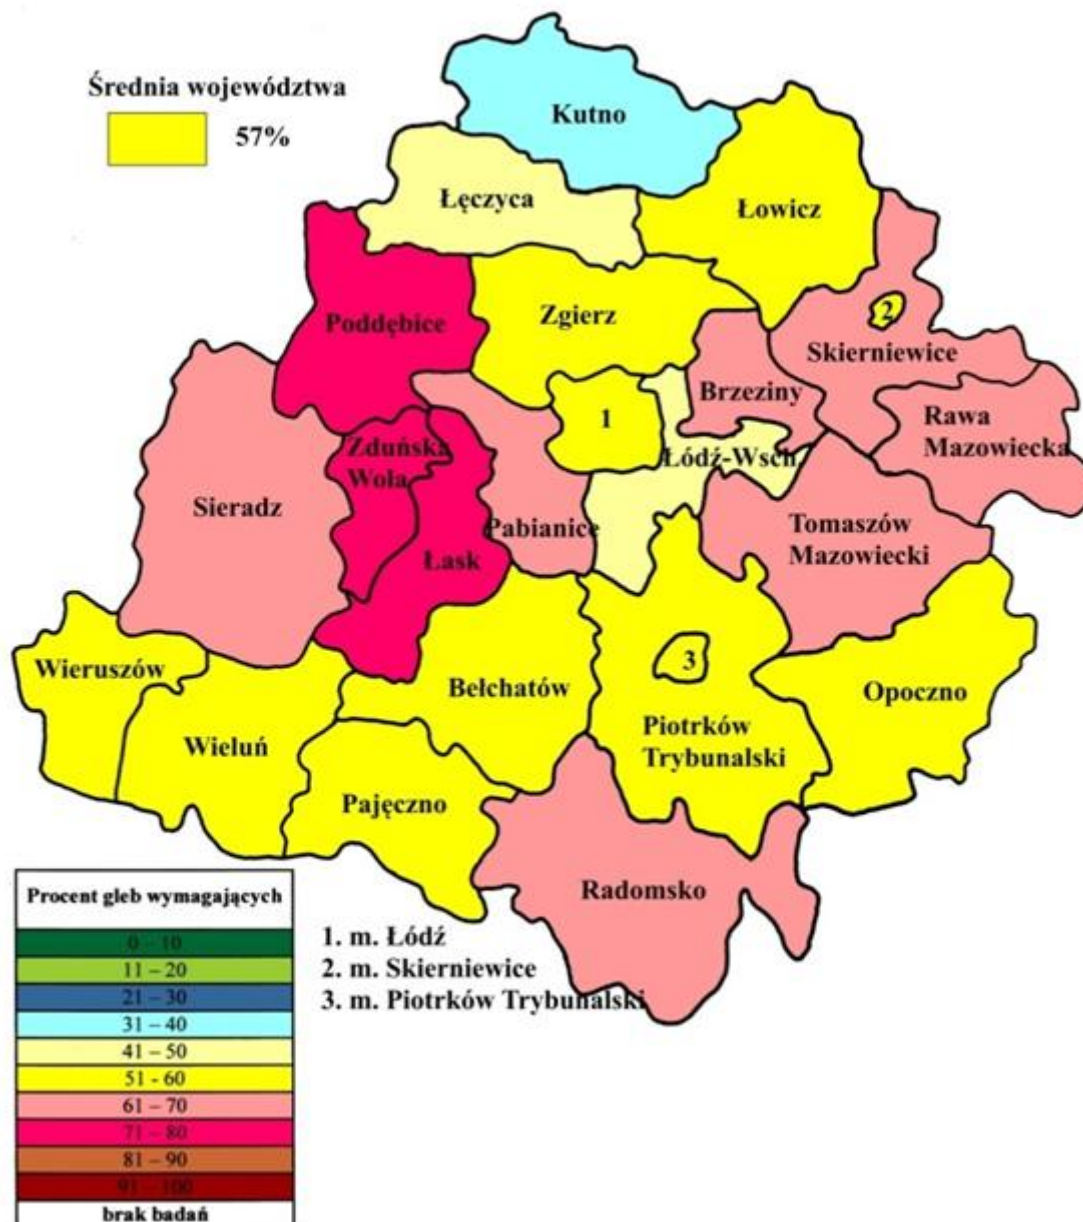 Średnia województwa
57%
Kutno
Łęczyca
Łowicz
Poddębice
Zgierz
2
Skierniewice
Brzeziny
1
Rawa
Mazowiecka
Zduńska
Wola
Łódź-Wsch.
Sieradz
Pabianice
Tomaszów
Mazowiecki
Łask
Wieruszów
Bełchatów
3
Opoczno
Wieluń
Piotrków
Trybunalski
Pajęczno
Radomsko
Procent gleb wymagających
0 – 10
11 – 20
21 – 30
31 – 40
41 – 50
51 - 60
61 – 70
71 – 80
81 – 90
91 – 100
brak badań
1. m. Łódź
2. m. Skierniewice
3. m. Piotrków Trybunalski